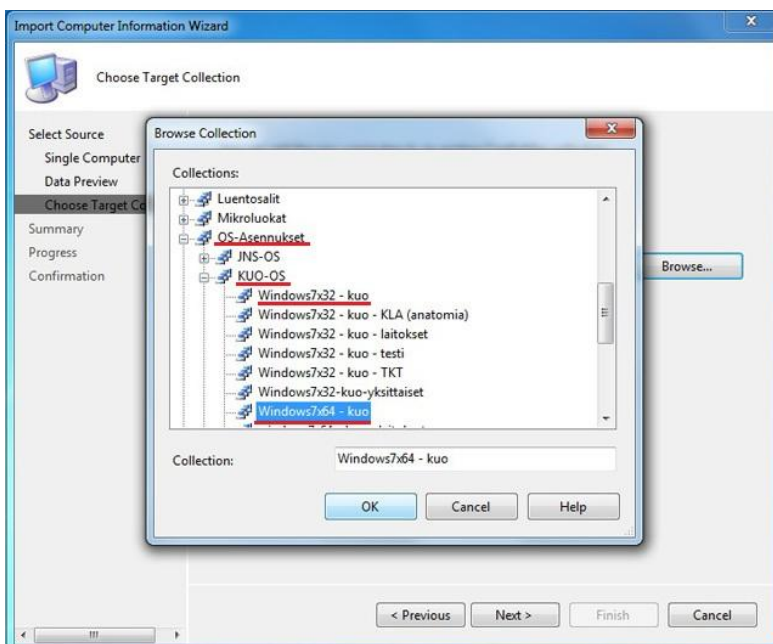 Import Computer Information Wizard
Choose Target Collection
Select Source
Single Computer
Data Preview
Choose Target Co
Summary
Progress
Confirmation
Browse Collection
Collections:
Luentosalit
Mikroluokat
OS-Asennukset
JNS-OS
KUO-OS
Windows7x32 - kuo
Windows7x32 - kuo - KLA (anatomia)
Windows7x32 - kuo - laitokset
Windows7x32 - kuo - testi
Windows7x32 - kuo - TKT
Windows7x32-kuo-yksittaiset
Windows7x64 - kuo
Collection:
Windows7x64 - kuo
OK
Cancel
Help
Browse...
< Previous
Next >
Finish
Cancel